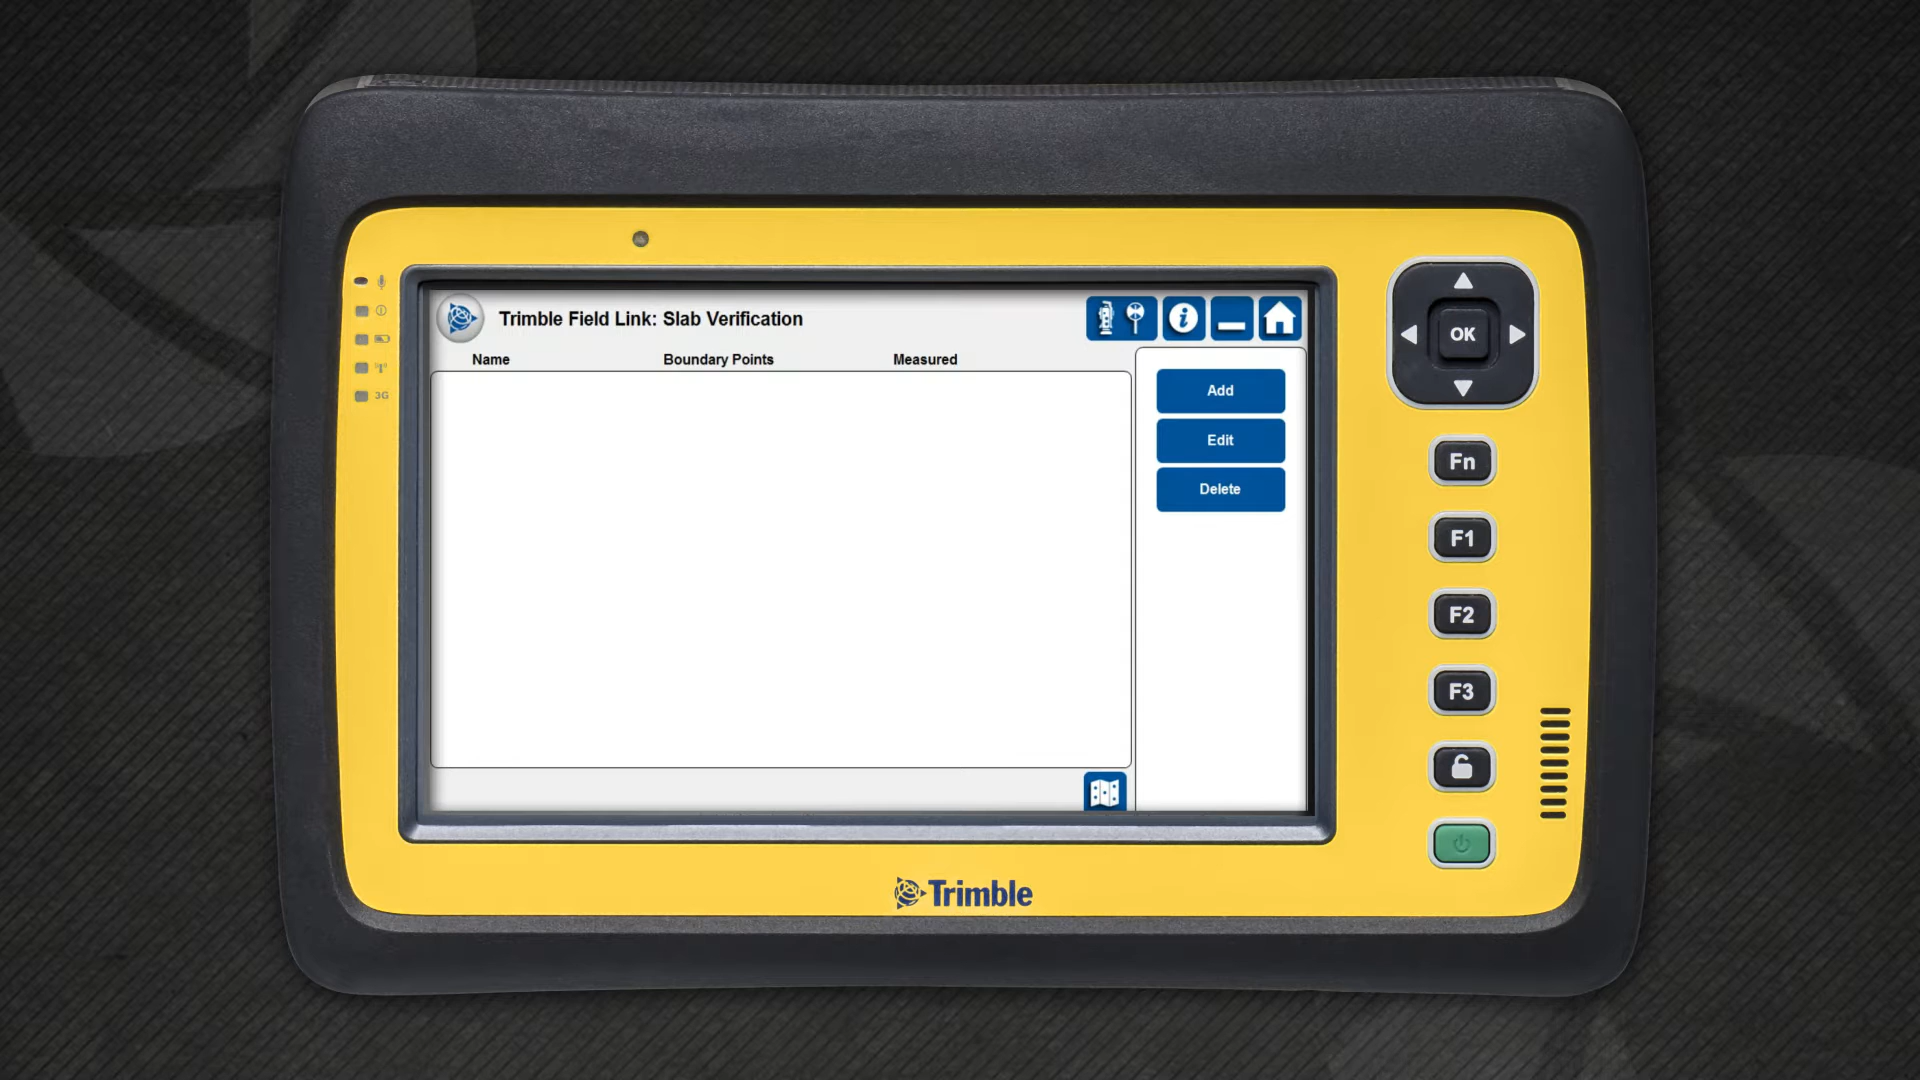 Trimble Field Link: Slab Verification
Name Boundary Points Measured
Add
Edit
Delete
OK
Fn
F1
F2
F3
3G
Trimble